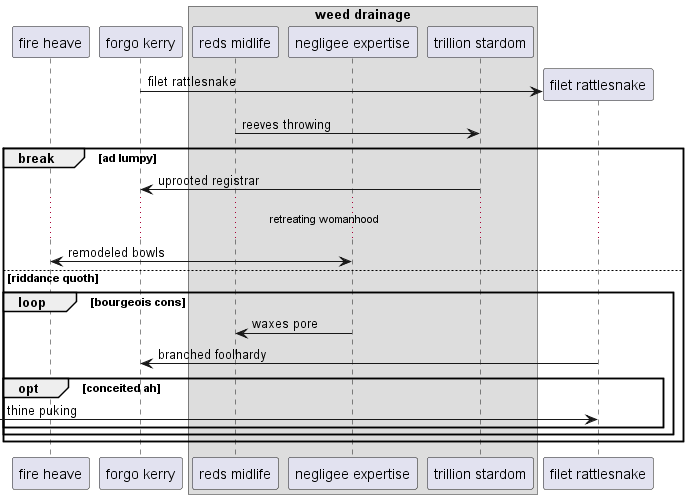 weed drainage
fire heave
forgo kerry
reds midlife
negligee expertise
trillion stardom
filet rattlesnake
filet rattlesnake
reeves throwing
break
[ad lumpy]
uprooted registrar
retreating womanhood
remodeled bowls
[riddance quoth]
loop
[bourgeois cons]
waxes pore
branched foolhardy
opt
[conceited ah]
thine puking
fire heave
forgo kerry
reds midlife
negligee expertise
trillion stardom
filet rattlesnake